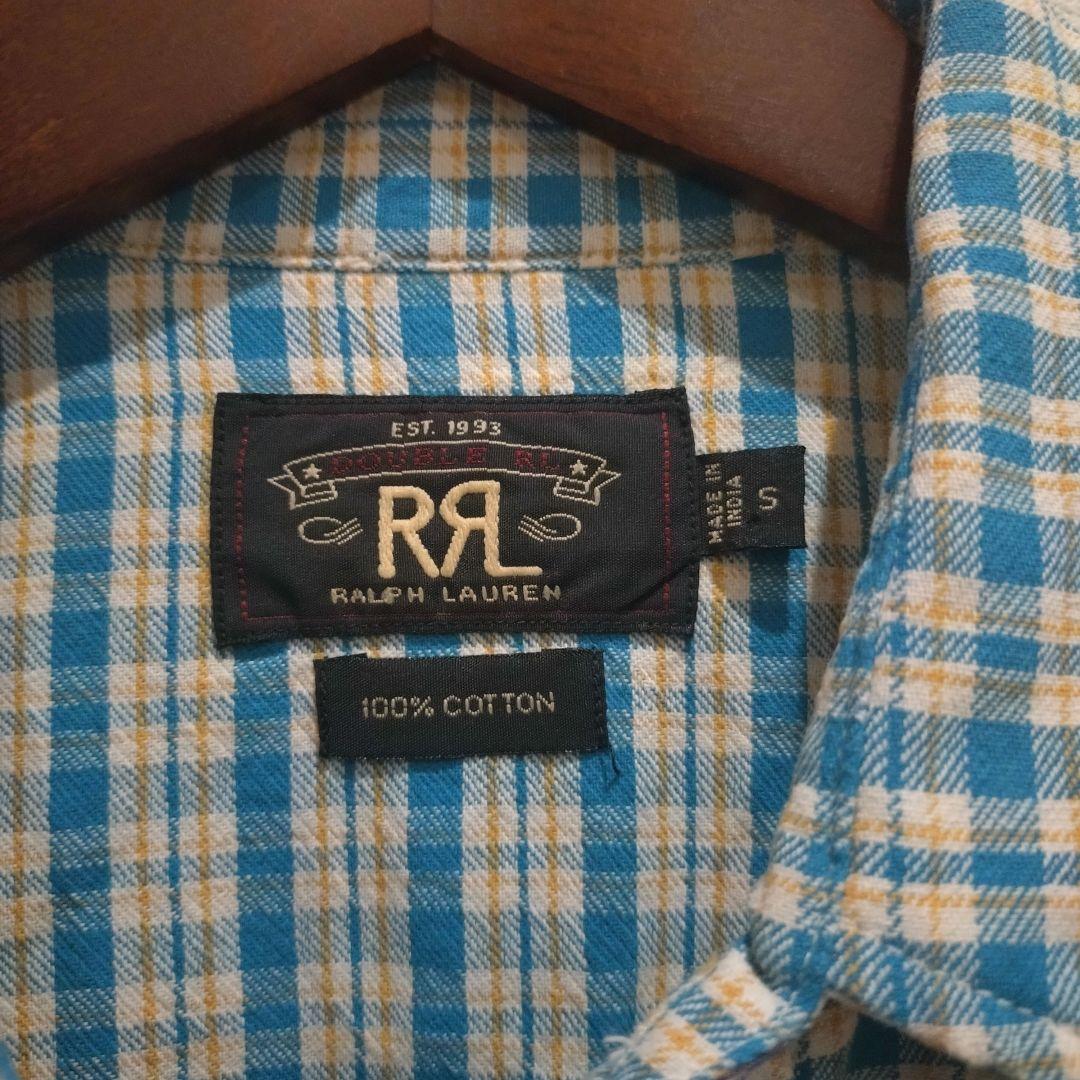 EST. 1993
DOUBLE RL
RRL
RALPH LAUREN
MADE IN
INDIA
S
100% COTTON